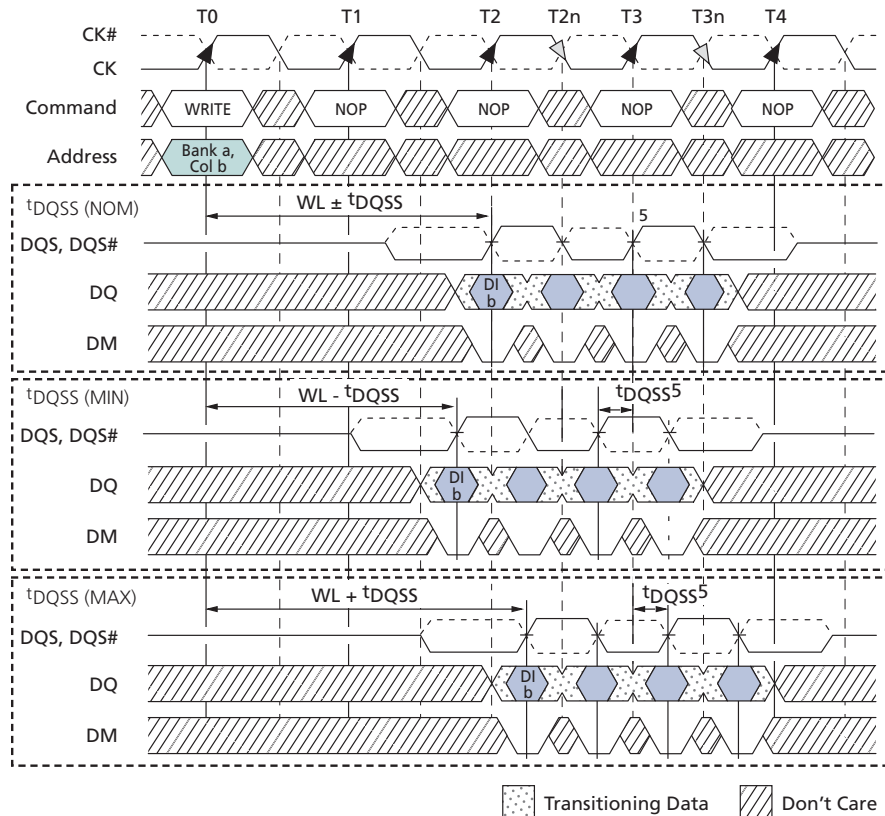 T0 T1 T2 T2n T3 T3n T4
CK#
CK
Command WRITE NOP NOP NOP NOP
Address Bank a,
Col b
tDQSS (NOM) WL ± tDQSS
5
DQS, DQS#
DQ DI
b
DM
tDQSS (MIN) WL - tDQSS tDQSS5
DQS, DQS#
DQ DI
b
DM
tDQSS (MAX) WL + tDQSS tDQSS5
DQS, DQS#
DQ DI
b
DM
Transitioning Data Don't Care